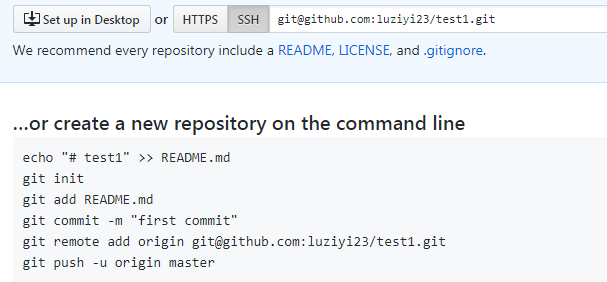 Set up in Desktop or HTTPS SSH git@github.com:luziyi23/test1.git
We recommend every repository include a README, LICENSE, and .gitignore.
…or create a new repository on the command line
echo "# test1" >> README.md
git init
git add README.md
git commit -m "first commit"
git remote add origin git@github.com:luziyi23/test1.git
git push -u origin master